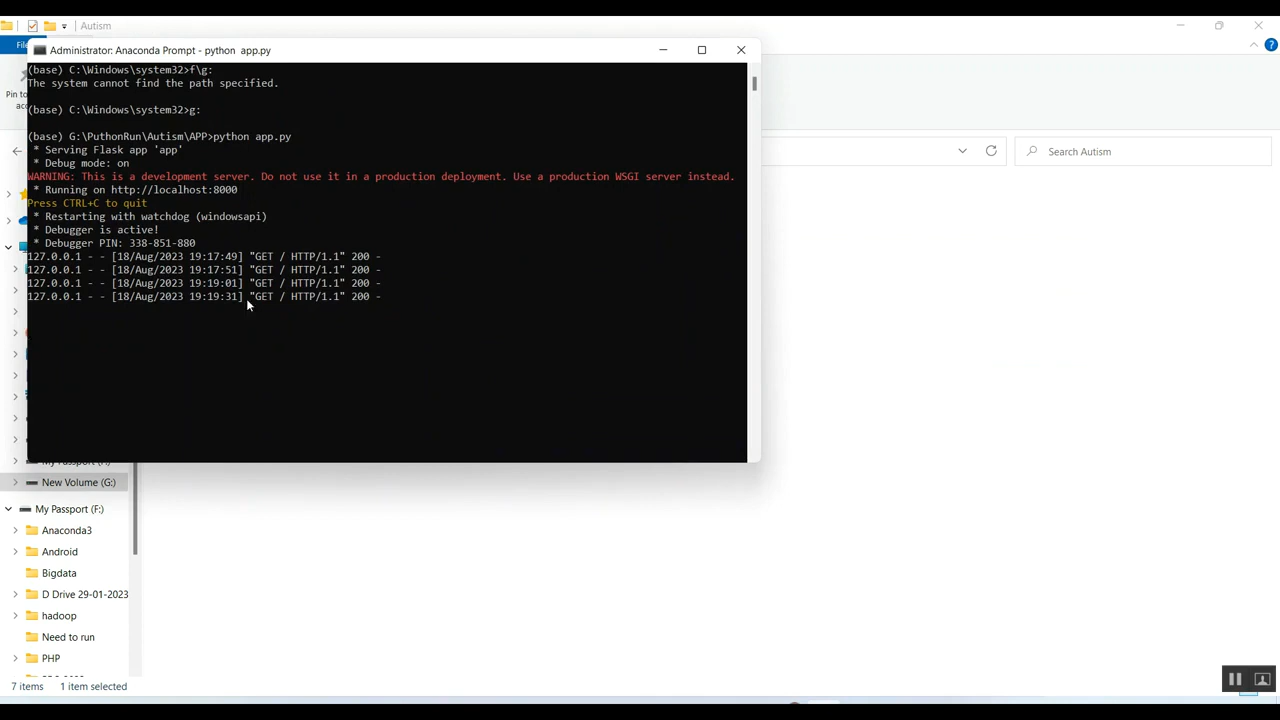 Autism
File
Administrator: Anaconda Prompt - python app.py
(base) C:\Windows\system32>f\g:
The system cannot find the path specified.
(base) C:\Windows\system32>g:
(base) G:\PuthonRun\Autism\APP>python app.py
* Serving Flask app 'app'
* Debug mode: on
WARNING: This is a development server. Do not use it in a production deployment. Use a production WSGI server instead.
* Running on http://localhost:8000
Press CTRL+C to quit
* Restarting with watchdog (windowsapi)
* Debugger is active!
* Debugger PIN: 338-851-880
127.0.0.1 - - [18/Aug/2023 19:17:49] "GET / HTTP/1.1" 200 -
127.0.0.1 - - [18/Aug/2023 19:17:51] "GET / HTTP/1.1" 200 -
127.0.0.1 - - [18/Aug/2023 19:19:01] "GET / HTTP/1.1" 200 -
127.0.0.1 - - [18/Aug/2023 19:19:31] "GET / HTTP/1.1" 200 -
Pin to
Search Autism
New Volume (G:)
My Passport (F:)
Anaconda3
Android
Bigdata
D Drive 29-01-2023
hadoop
Need to run
PHP
7 items 1 item selected